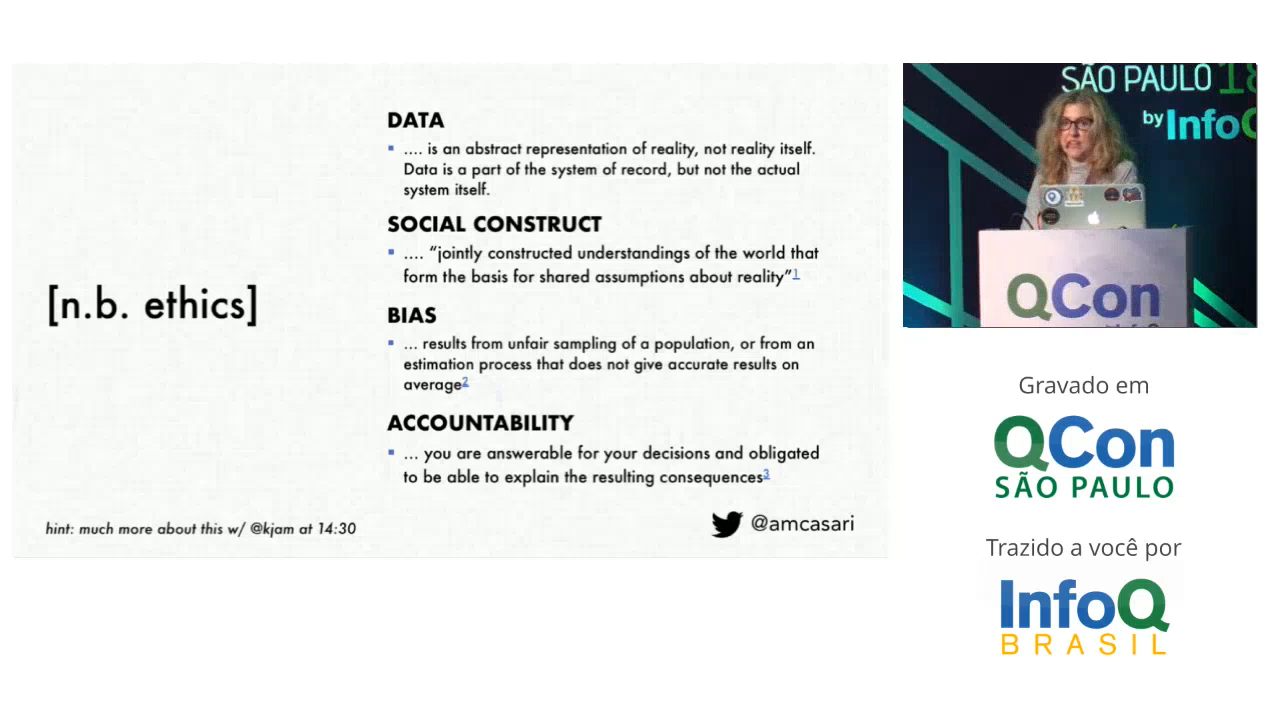 [n.b. ethics]
hint: much more about this w/ @kjam at 14:30
DATA
▪ .... is an abstract representation of reality, not reality itself.
Data is a part of the system of record, but not the actual
system itself.
SOCIAL CONSTRUCT
▪ .... “jointly constructed understandings of the world that
form the basis for shared assumptions about reality”1
BIAS
▪ ... results from unfair sampling of a population, or from an
estimation process that does not give accurate results on
average2
ACCOUNTABILITY
▪ ... you are answerable for your decisions and obligated
to be able to explain the resulting consequences3
@amcasari
SÃO PAULO 18
by InfoQ
QCon
Gravado em
QCon
SÃO PAULO
Trazido a você por
InfoQ
BRASIL